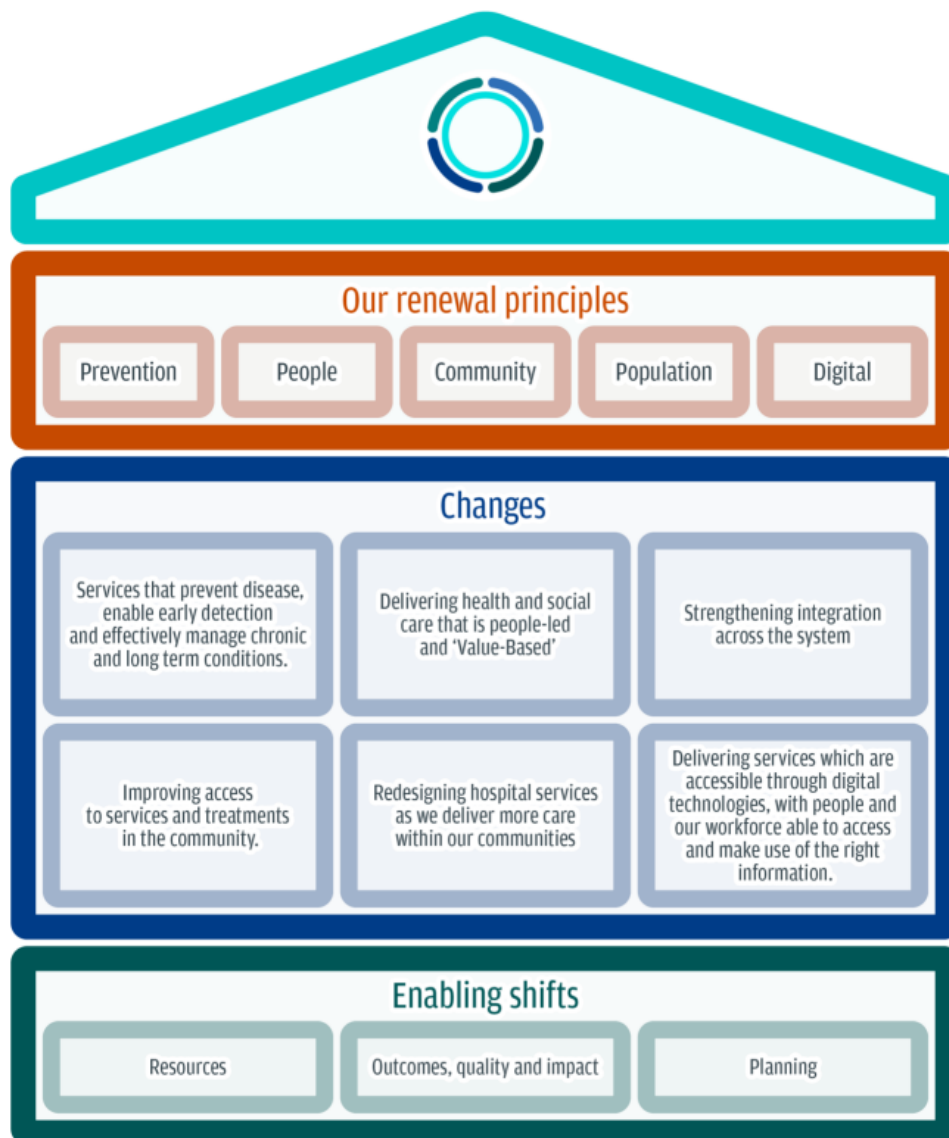 Our renewal principles
Prevention
People
Community
Population
Digital
Changes
Services that prevent disease,
enable early detection
and effectively manage chronic
and long term conditions.
Delivering health and social
care that is people-led
and ‘Value-Based’
Strengthening integration
across the system
Improving access
to services and treatments
in the community.
Redesigning hospital services
as we deliver more care
within our communities
Delivering services which are
accessible through digital
technologies, with people and
our workforce able to access
and make use of the right
information.
Enabling shifts
Resources
Outcomes, quality and impact
Planning